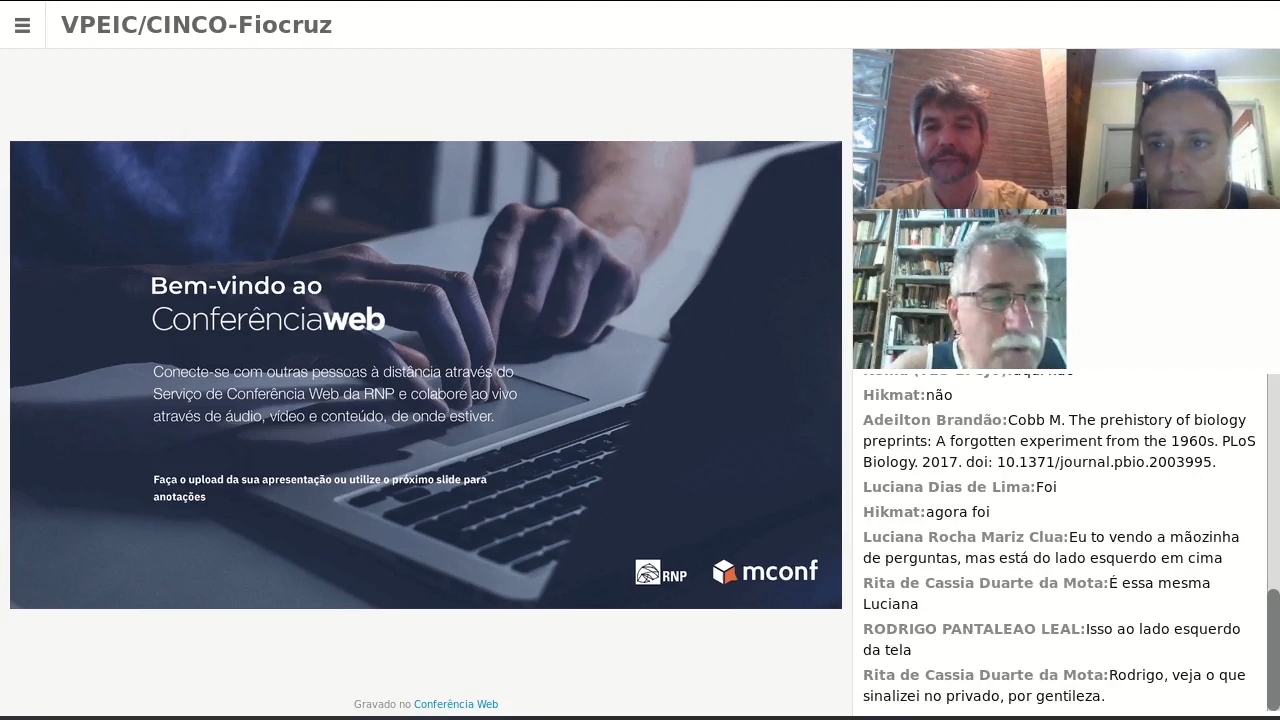 VPEIC/CINCO-Fiocruz
Bem-vindo ao
Conferênciaweb
Conecte-se com outras pessoas à distância através do
Serviço de Conferência Web da RNP e colabore ao vivo
através de áudio, vídeo e conteúdo, de onde estiver.
Faça o upload da sua apresentação ou utilize o próximo slide para
anotações
RNP
mconf
Gravado no Conferência Web
Hikmat:não
Adeilton Brandão:Cobb M. The prehistory of biology
preprints: A forgotten experiment from the 1960s. PLoS
Biology. 2017. doi: 10.1371/journal.pbio.2003995.
Luciana Dias de Lima:Foi
Hikmat:agora foi
Luciana Rocha Mariz Clua:Eu to vendo a mãozinha
de perguntas, mas está do lado esquerdo em cima
Rita de Cassia Duarte da Mota:É essa mesma
Luciana
RODRIGO PANTALEAO LEAL:Isso ao lado esquerdo
da tela
Rita de Cassia Duarte da Mota:Rodrigo, veja o que
sinalizei no privado, por gentileza.